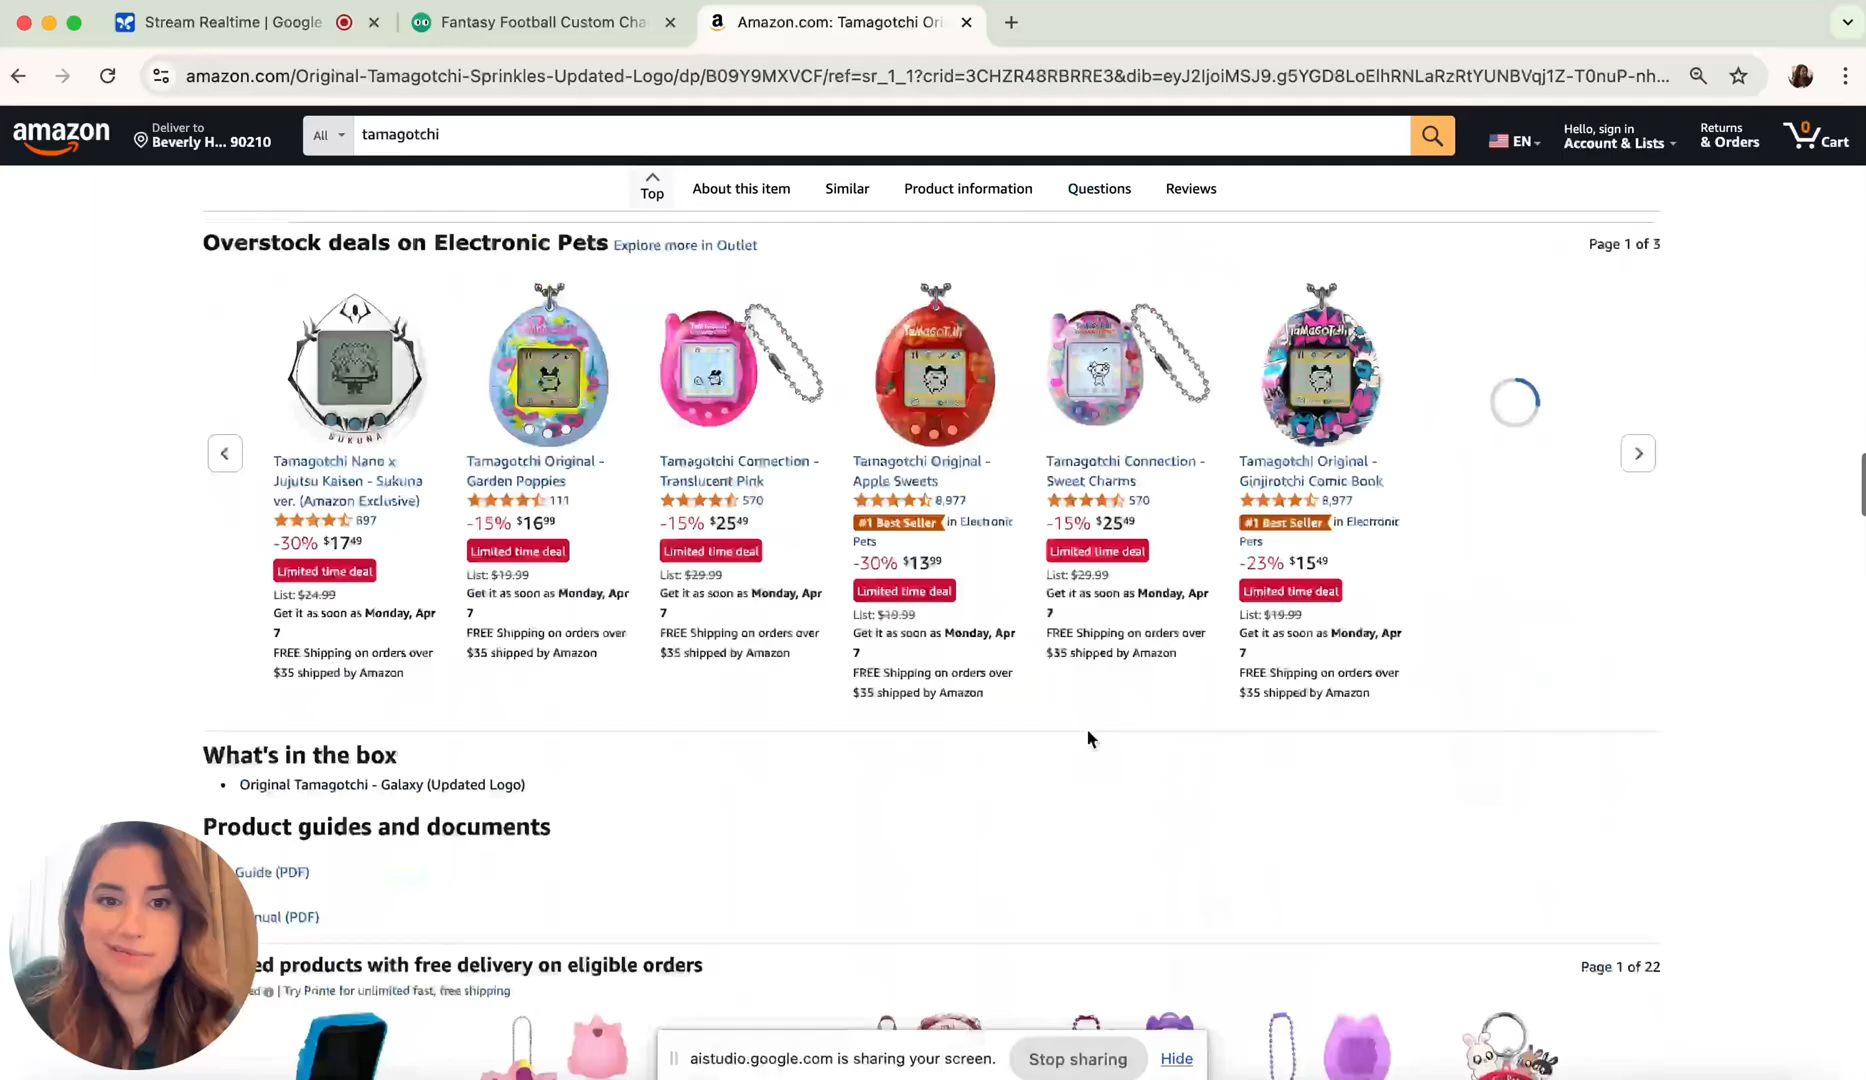 Stream Realtime | Google
Fantasy Football Custom Cha
Amazon.com: Tamagotchi Ori
amazon.com/Original-Tamagotchi-Sprinkles-Updated-Logo/dp/B09Y9MXVCF/ref=sr_1_1?crid=3CHZR48RBRRE3&dib=eyJ2IjoiMSJ9.g5YGD8LoElhRNLaRzRtYUNBVqj1Z-T0nuP-nh...
amazon
Deliver to
Beverly H... 90210
All
tamagotchi
EN
Hello, sign in
Account & Lists
Returns
& Orders
0
Cart
Top
About this item
Similar
Product information
Questions
Reviews
Overstock deals on Electronic Pets Explore more in Outlet
Page 1 of 3
SUKUNA
Tamagotchi Nano x
Jujutsu Kaisen - Sukuna
ver. (Amazon Exclusive)
897
-30% $17⁴⁹
Limited time deal
List: $24.99
Get it as soon as Monday, Apr
7
FREE Shipping on orders over
$35 shipped by Amazon
Tamagotchi Original -
Garden Poppies
111
-15% $16⁹⁹
Limited time deal
List: $19.99
Get it as soon as Monday, Apr
7
FREE Shipping on orders over
$35 shipped by Amazon
Tamagotchi Connection -
Translucent Pink
570
-15% $25⁴⁹
Limited time deal
List: $29.99
Get it as soon as Monday, Apr
7
FREE Shipping on orders over
$35 shipped by Amazon
TaMaGoTcHi
Tamagotchi Original -
Apple Sweets
8,977
#1 Best Seller in Electronic
Pets
-30% $13⁹⁹
Limited time deal
List: $19.99
Get it as soon as Monday, Apr
7
FREE Shipping on orders over
$35 shipped by Amazon
Tamagotchi Connection -
Sweet Charms
570
-15% $25⁴⁹
Limited time deal
List: $29.99
Get it as soon as Monday, Apr
7
FREE Shipping on orders over
$35 shipped by Amazon
TaMaGoTcHi
Tamagotchi Original -
Ginjirotchi Comic Book
8,977
#1 Best Seller in Electronic
Pets
-23% $15⁴⁹
Limited time deal
List: $19.99
Get it as soon as Monday, Apr
7
FREE Shipping on orders over
$35 shipped by Amazon
What's in the box
Original Tamagotchi - Galaxy (Updated Logo)
Product guides and documents
Guide (PDF)
nual (PDF)
ed products with free delivery on eligible orders
Page 1 of 22
ed | Try Prime for unlimited fast, free shipping
aistudio.google.com is sharing your screen.
Stop sharing
Hide